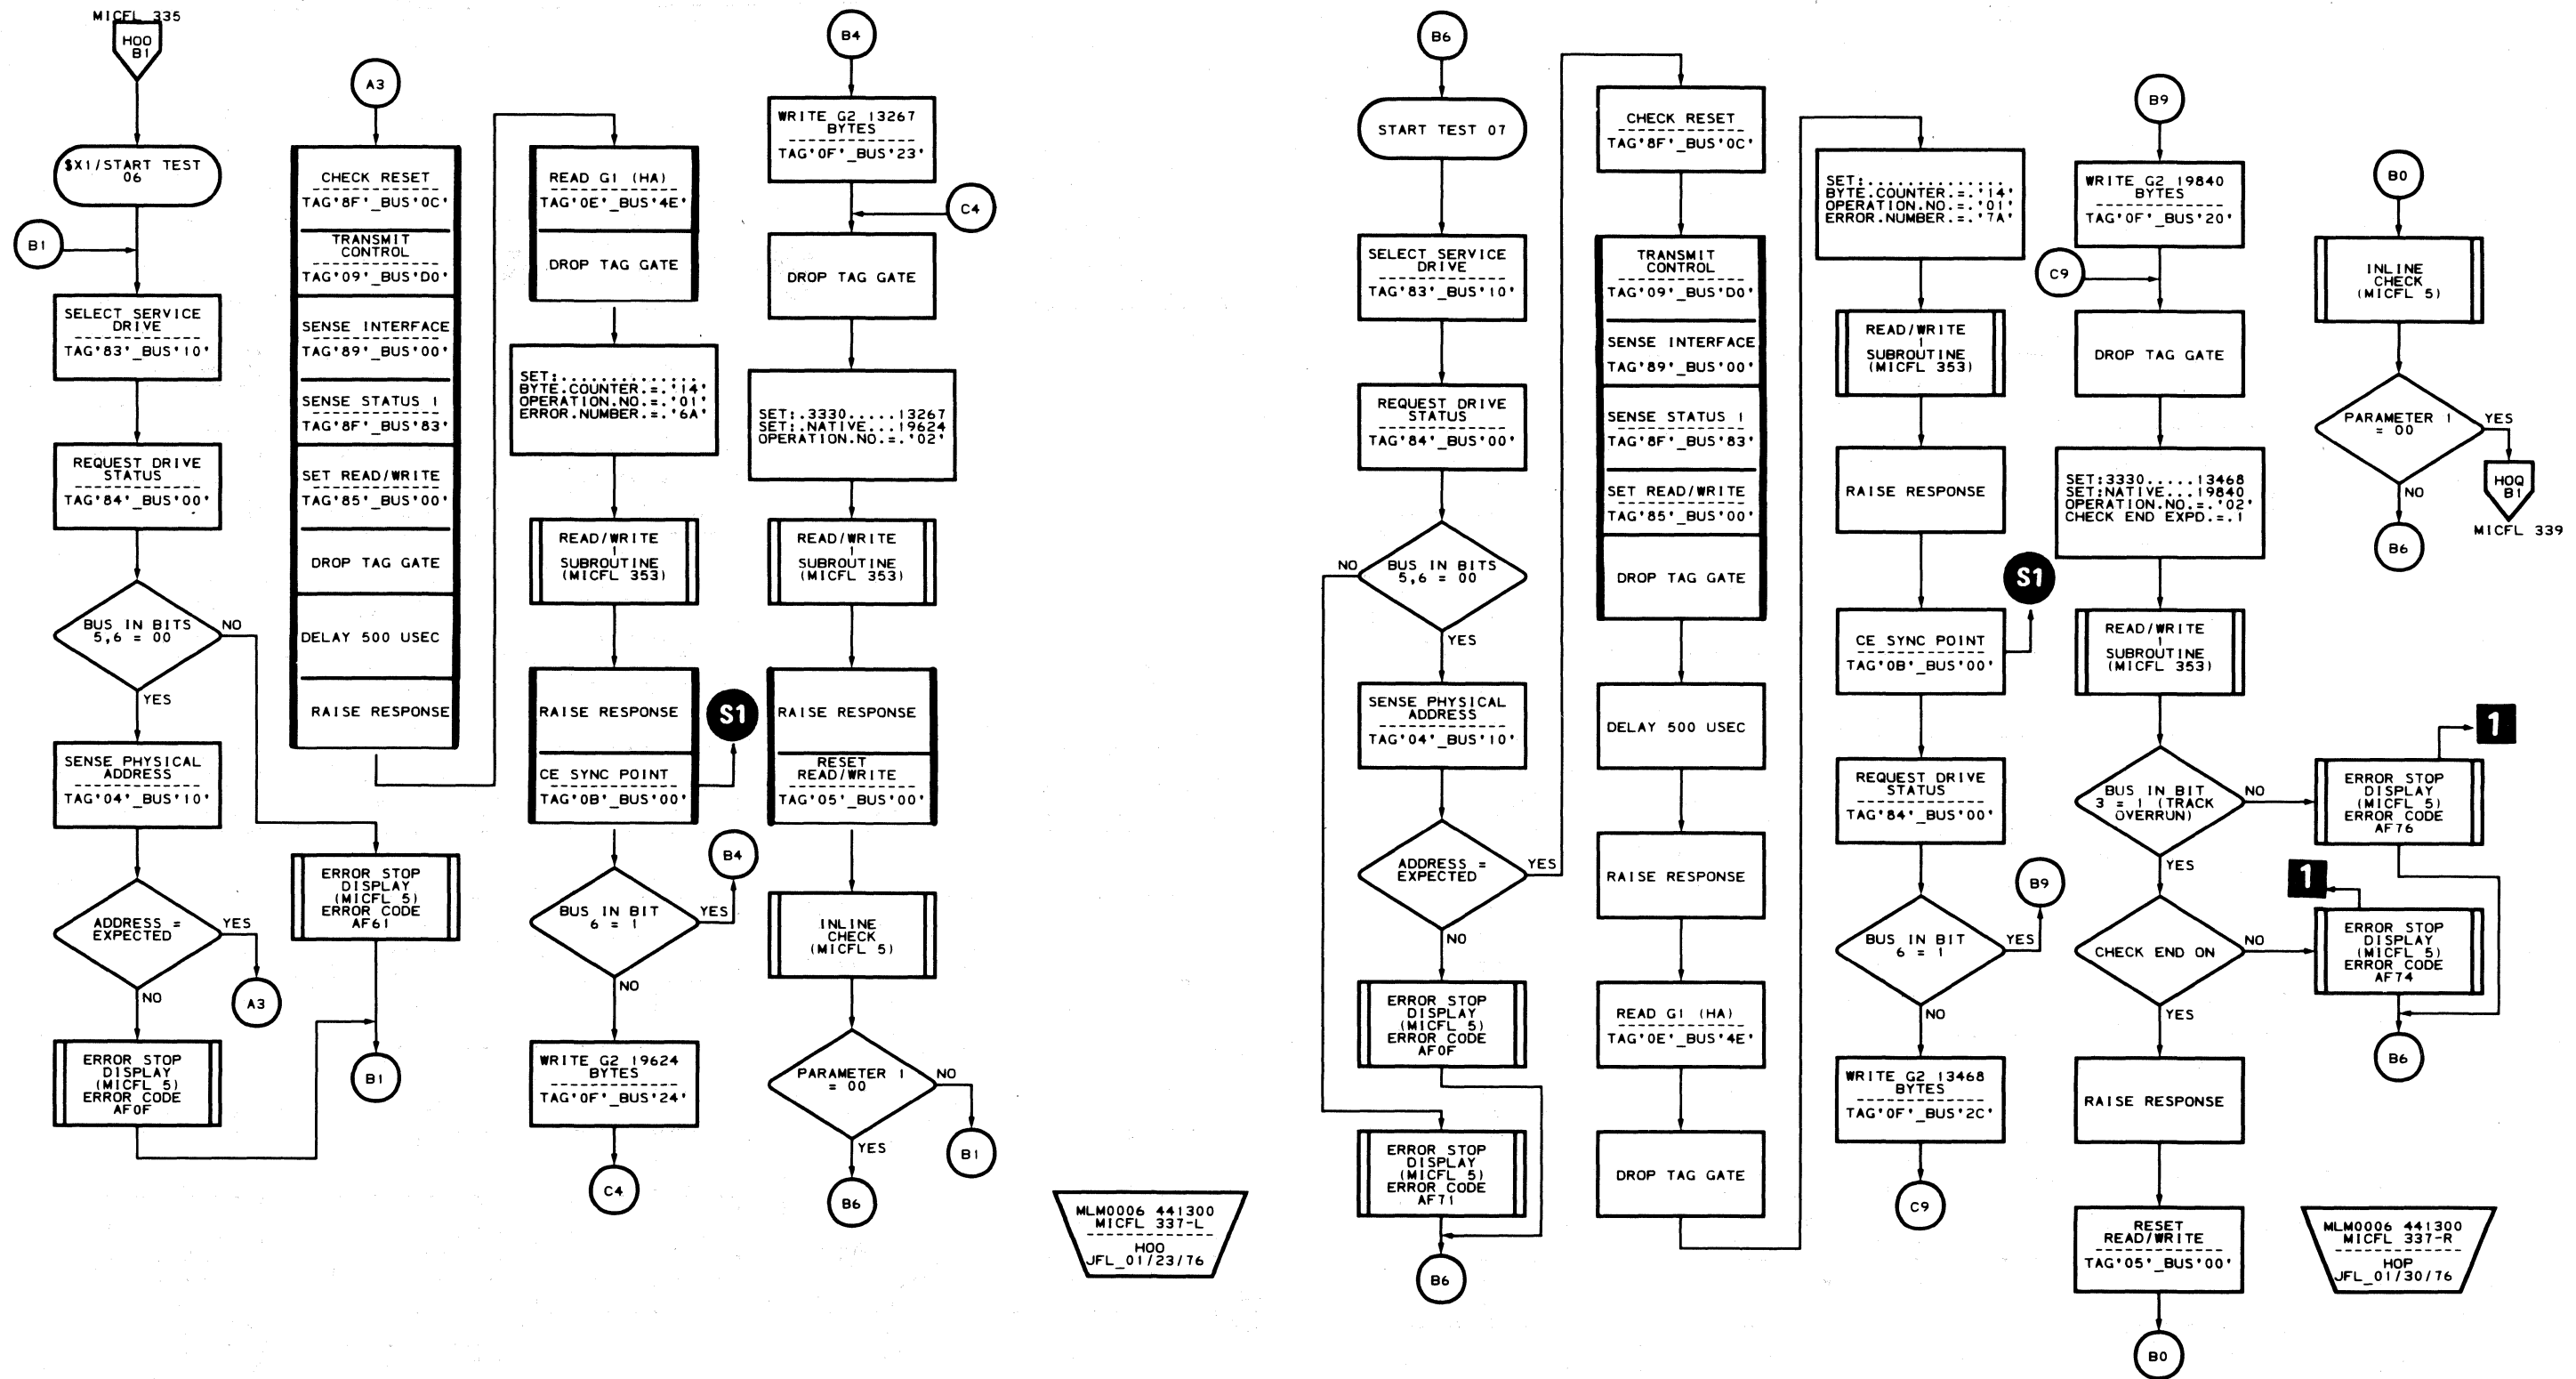 MICFL 335
H00
B1
$X1/START TEST
06
B1
SELECT SERVICE
DRIVE
TAG'83'_BUS'10'
REQUEST DRIVE
STATUS
TAG'84'_BUS'00'
BUS IN BITS
5,6 = 00
NO
YES
SENSE PHYSICAL
ADDRESS
TAG'04'_BUS'10'
ADDRESS =
EXPECTED
YES
A3
NO
ERROR STOP
DISPLAY
(MICFL 5)
ERROR CODE
AF0F
A3
CHECK RESET
TAG'8F'_BUS'0C'
TRANSMIT
CONTROL
TAG'09'_BUS'D0'
SENSE INTERFACE
TAG'89'_BUS'00'
SENSE STATUS 1
TAG'8F'_BUS'83'
SET READ/WRITE
TAG'85'_BUS'00'
DROP TAG GATE
DELAY 500 USEC
RAISE RESPONSE
ERROR STOP
DISPLAY
(MICFL 5)
ERROR CODE
AF61
B1
READ G1 (HA)
TAG'0E'_BUS'4E'
DROP TAG GATE
SET:..............
BYTE.COUNTER.=.'14'
OPERATION.NO.=.'01'
ERROR.NUMBER.=.'6A'
READ/WRITE
1
SUBROUTINE
(MICFL 353)
RAISE RESPONSE
CE SYNC POINT
TAG'0B'_BUS'00'
S1
BUS IN BIT
6 = 1
YES
B4
NO
WRITE G2 19624
BYTES
TAG'0F'_BUS'24'
C4
B4
WRITE G2 13267
BYTES
TAG'0F'_BUS'23'
C4
DROP TAG GATE
SET:.3330.....13267
SET:.NATIVE...19624
OPERATION.NO.=.'02'
READ/WRITE
1
SUBROUTINE
(MICFL 353)
RAISE RESPONSE
RESET
READ/WRITE
TAG'05'_BUS'00'
INLINE
CHECK
(MICFL 5)
PARAMETER 1
= 00
NO
B1
YES
B6
MLM0006 441300
MICFL 337-L
H00
JFL_01/23/76
B6
START TEST 07
SELECT SERVICE
DRIVE
TAG'83'_BUS'10'
REQUEST DRIVE
STATUS
TAG'84'_BUS'00'
NO
BUS IN BITS
5,6 = 00
YES
SENSE PHYSICAL
ADDRESS
TAG'04'_BUS'10'
ADDRESS =
EXPECTED
YES
NO
ERROR STOP
DISPLAY
(MICFL 5)
ERROR CODE
AF0F
ERROR STOP
DISPLAY
(MICFL 5)
ERROR CODE
AF71
B6
CHECK RESET
TAG'8F'_BUS'0C'
TRANSMIT
CONTROL
TAG'09'_BUS'D0'
SENSE INTERFACE
TAG'89'_BUS'00'
SENSE STATUS 1
TAG'8F'_BUS'83'
SET READ/WRITE
TAG'85'_BUS'00'
DROP TAG GATE
DELAY 500 USEC
RAISE RESPONSE
READ G1 (HA)
TAG'0E'_BUS'4E'
DROP TAG GATE
SET:..............
BYTE.COUNTER.=.'14'
OPERATION.NO.=.'01'
ERROR.NUMBER.=.'7A'
READ/WRITE
1
SUBROUTINE
(MICFL 353)
RAISE RESPONSE
CE SYNC POINT
TAG'0B'_BUS'00'
S1
REQUEST DRIVE
STATUS
TAG'84'_BUS'00'
BUS IN BIT
6 = 1
YES
B9
NO
WRITE G2 13468
BYTES
TAG'0F'_BUS'2C'
C9
B9
WRITE G2 19840
BYTES
TAG'0F'_BUS'20'
C9
DROP TAG GATE
SET:3330.....13468
SET:NATIVE...19840
OPERATION.NO.=.'02'
CHECK END EXPD.=.1
READ/WRITE
1
SUBROUTINE
(MICFL 353)
BUS IN BIT
3 = 1 (TRACK
OVERRUN)
NO
YES
CHECK END ON
NO
YES
RAISE RESPONSE
RESET
READ/WRITE
TAG'05'_BUS'00'
B0
B0
INLINE
CHECK
(MICFL 5)
PARAMETER 1
= 00
YES
H0Q
B1
MICFL 339
NO
B6
1
ERROR STOP
DISPLAY
(MICFL 5)
ERROR CODE
AF76
1
ERROR STOP
DISPLAY
(MICFL 5)
ERROR CODE
AF74
B6
MLM0006 441300
MICFL 337-R
H0P
JFL_01/30/76